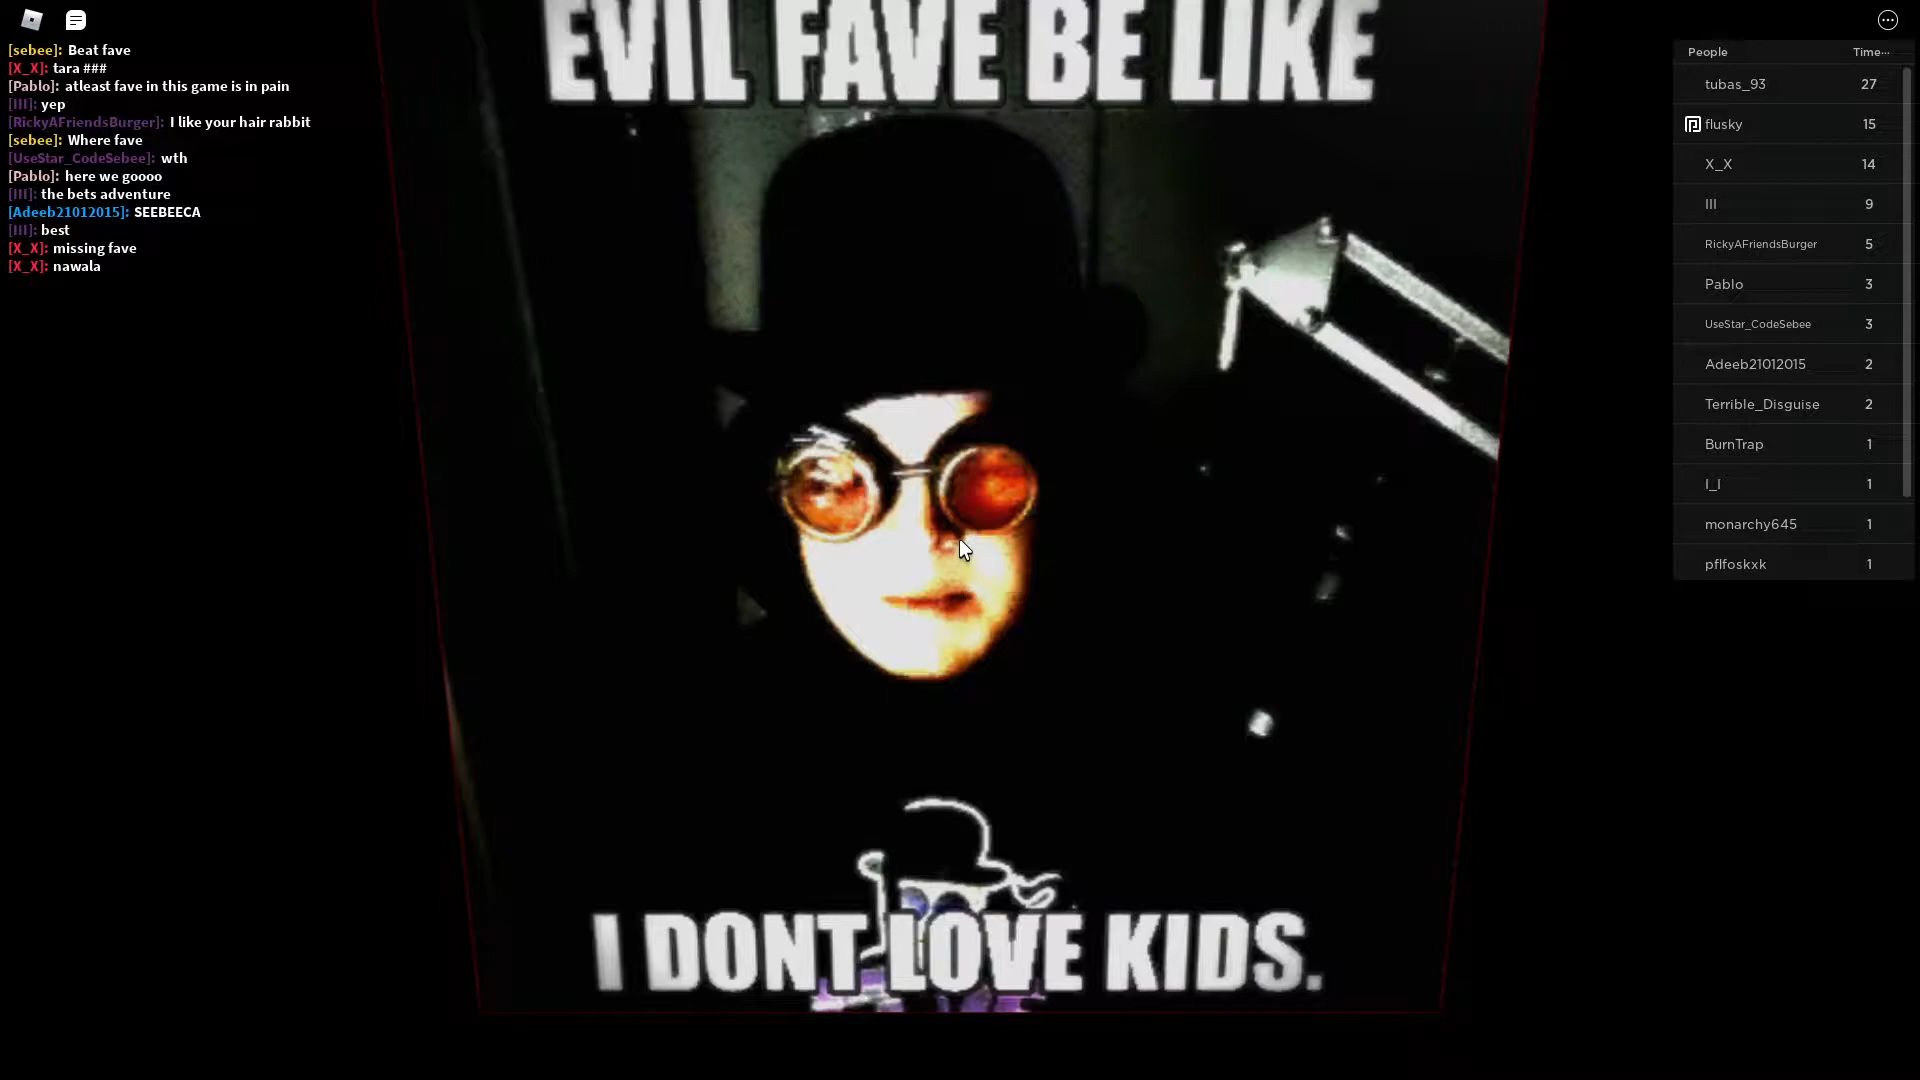 [sebee]: Beat fave
[X_X]: tara ###
[Pablo]: atleast fave in this game is in pain
[III]: yep
[RickyAFriendsBurger]: I like your hair rabbit
[sebee]: Where fave
[UseStar_CodeSebee]: wth
[Pablo]: here we goooo
[III]: the bets adventure
[Adeeb21012015]: SEEBEECA
[III]: best
[X_X]: missing fave
[X_X]: nawala
EVIL FAVE BE LIKE
I DONT LOVE KIDS.
People Time...
tubas_93 27
flusky 15
X_X 14
III 9
RickyAFriendsBurger 5
Pablo 3
UseStar_CodeSebee 3
Adeeb21012015 2
Terrible_Disguise 2
BurnTrap 1
I_I 1
monarchy645 1
pflfoskxk 1